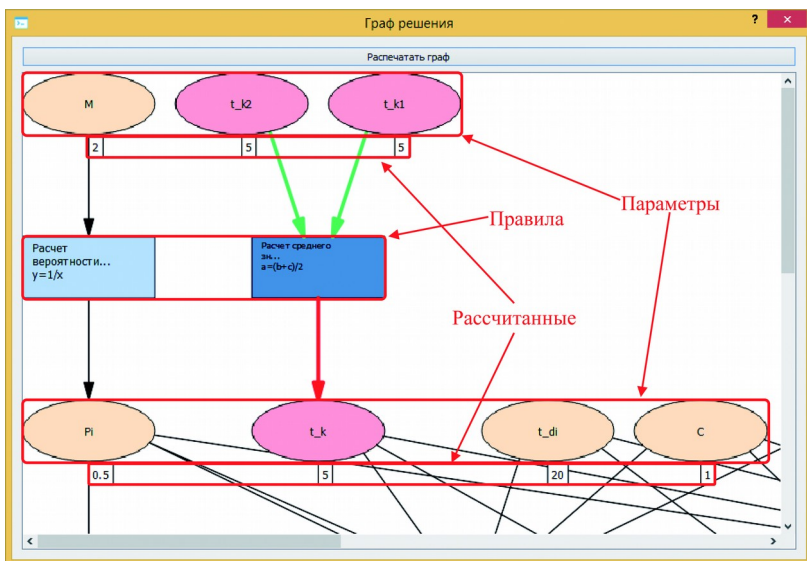 Граф решения
Распечатать граф
M
t_k2
t_k1
2
5
5
Параметры
Правила
Расчет
вероятности...
y=1/x
Расчет среднего
зн...
a=(b+c)/2
Рассчитанные
Pi
t_k
t_di
C
0.5
5
20
1